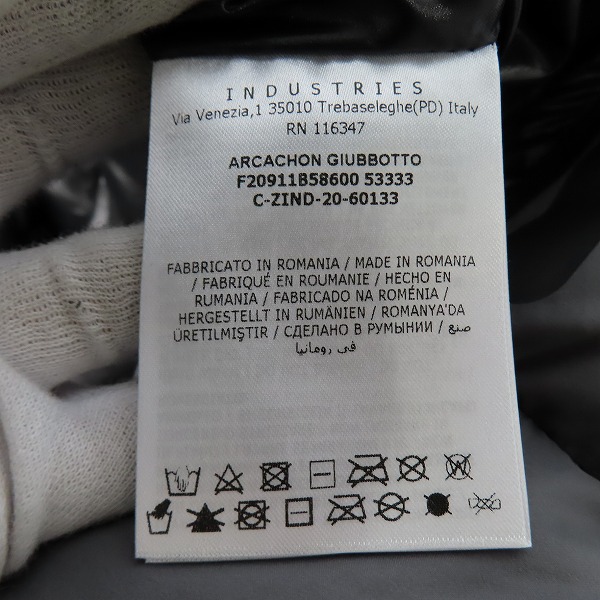 INDUSTRIES
Via Venezia,1 35010 Trebaseleghe(PD) Italy
RN 116347
ARCACHON GIUBBOTTO
F20911B58600 53333
C-ZIND-20-60133
FABBRICATO IN ROMANIA / MADE IN ROMANIA
/ FABRIQUÉ EN ROUMANIE / HECHO EN
RUMANIA / FABRICADO NA ROMÉNIA /
HERGESTELLT IN RUMÄNIEN / ROMANYA'DA
ÜRETILMIŞTIR / СДЕЛАНО В РУМЫНИИ / صنع
في رومانيا